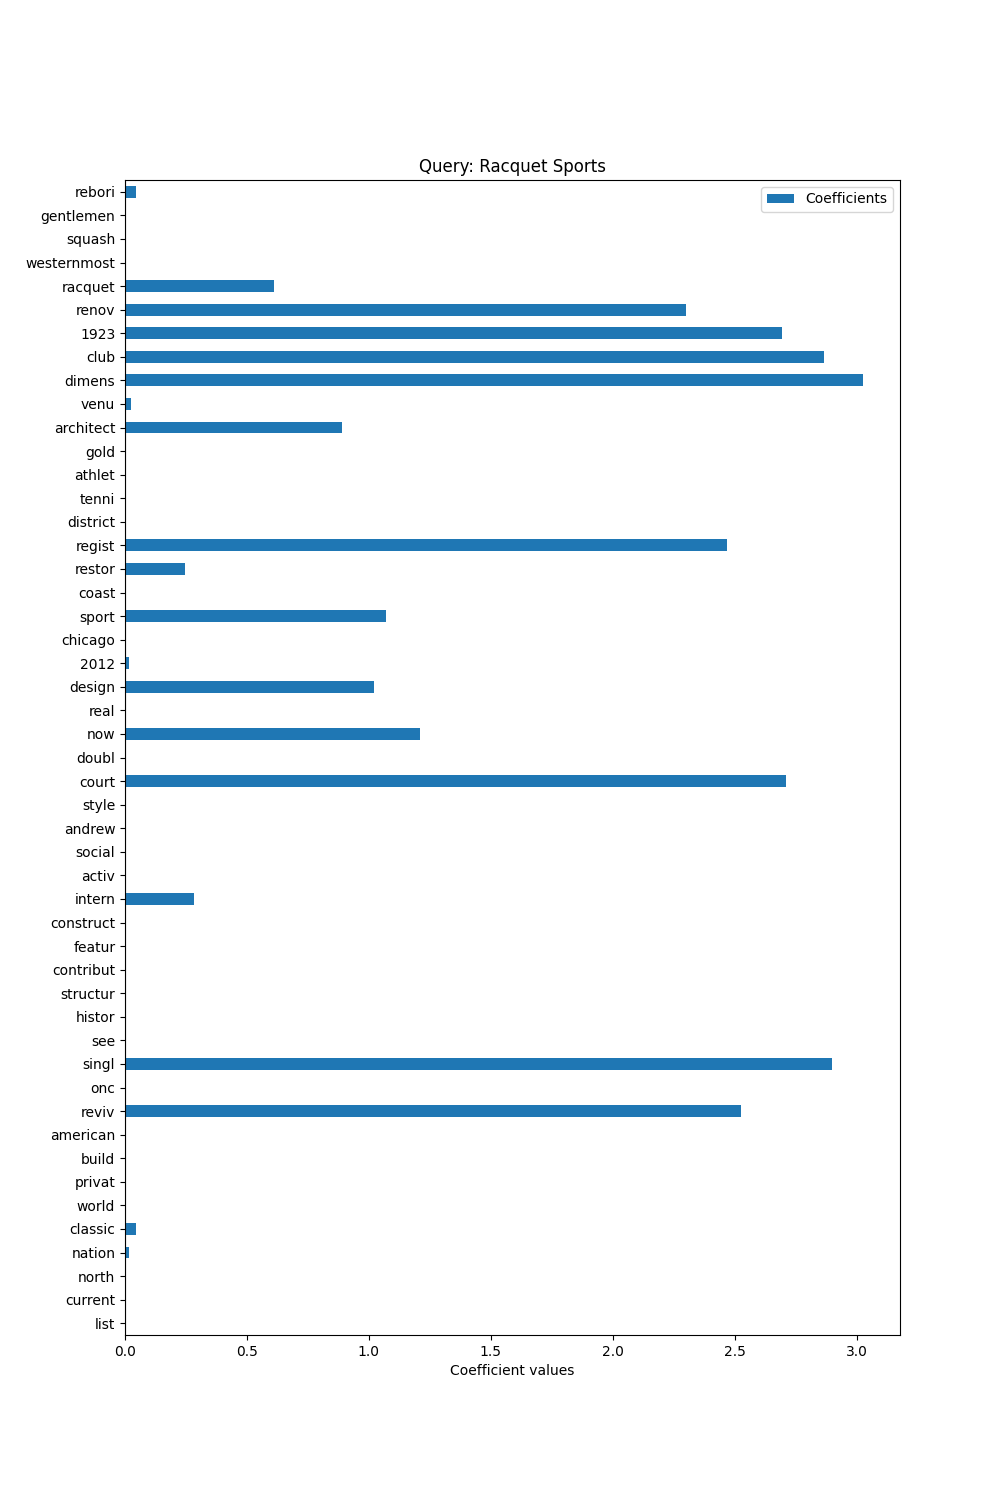 Query: Racquet Sports
Coefficients
rebori
gentlemen
squash
westernmost
racquet
renov
1923
club
dimens
venu
architect
gold
athlet
tenni
district
regist
restor
coast
sport
chicago
2012
design
real
now
doubl
court
style
andrew
social
activ
intern
construct
featur
contribut
structur
histor
see
singl
onc
reviv
american
build
privat
world
classic
nation
north
current
list
0.0 0.5 1.0 1.5 2.0 2.5 3.0
Coefficient values